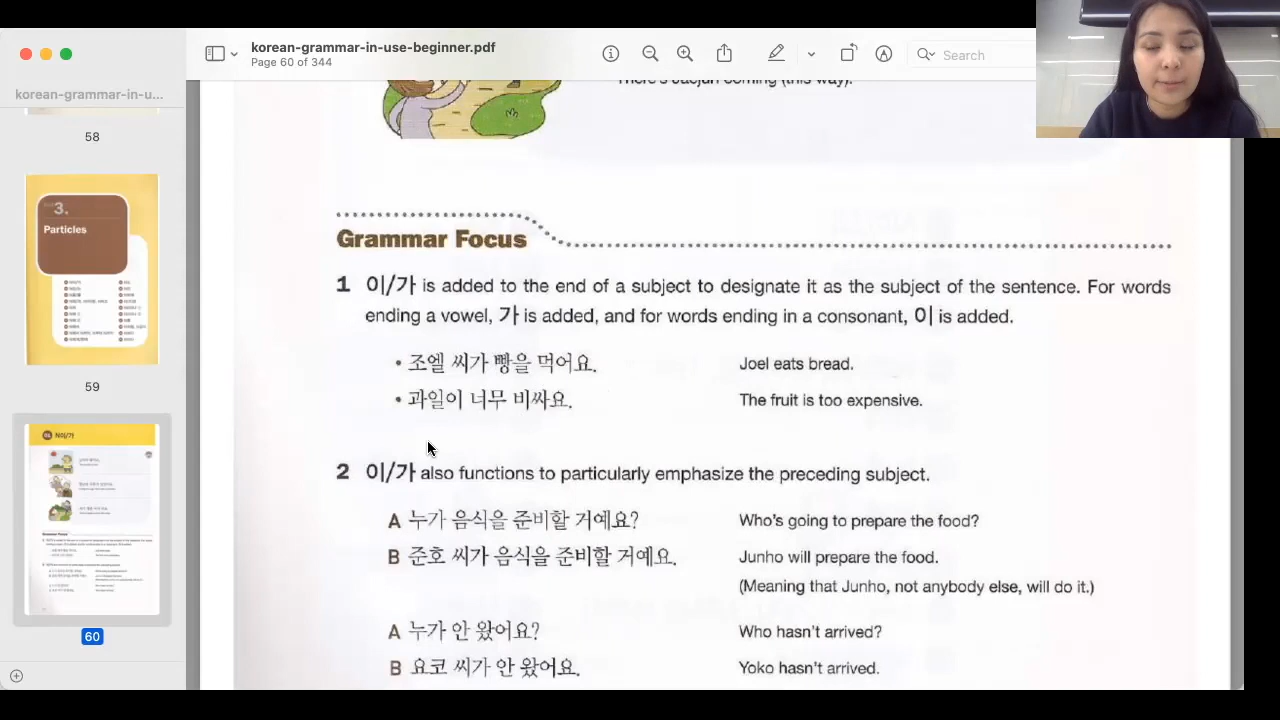 korean-grammar-in-use-beginner.pdf
Page 60 of 344
Search
korean-grammar-in-u...
58
3.
Particles
59
60
coming (this way).
Grammar Focus
1 이/가 is added to the end of a subject to designate it as the subject of the sentence. For words
ending a vowel, 가 is added, and for words ending in a consonant, 이 is added.
• 조엘 씨가 빵을 먹어요. Joel eats bread.
• 과일이 너무 비싸요. The fruit is too expensive.
2 이/가 also functions to particularly emphasize the preceding subject.
A 누가 음식을 준비할 거예요? Who's going to prepare the food?
B 준호 씨가 음식을 준비할 거예요. Junho will prepare the food.
(Meaning that Junho, not anybody else, will do it.)
A 누가 안 왔어요? Who hasn't arrived?
B 요코 씨가 안 왔어요. Yoko hasn't arrived.